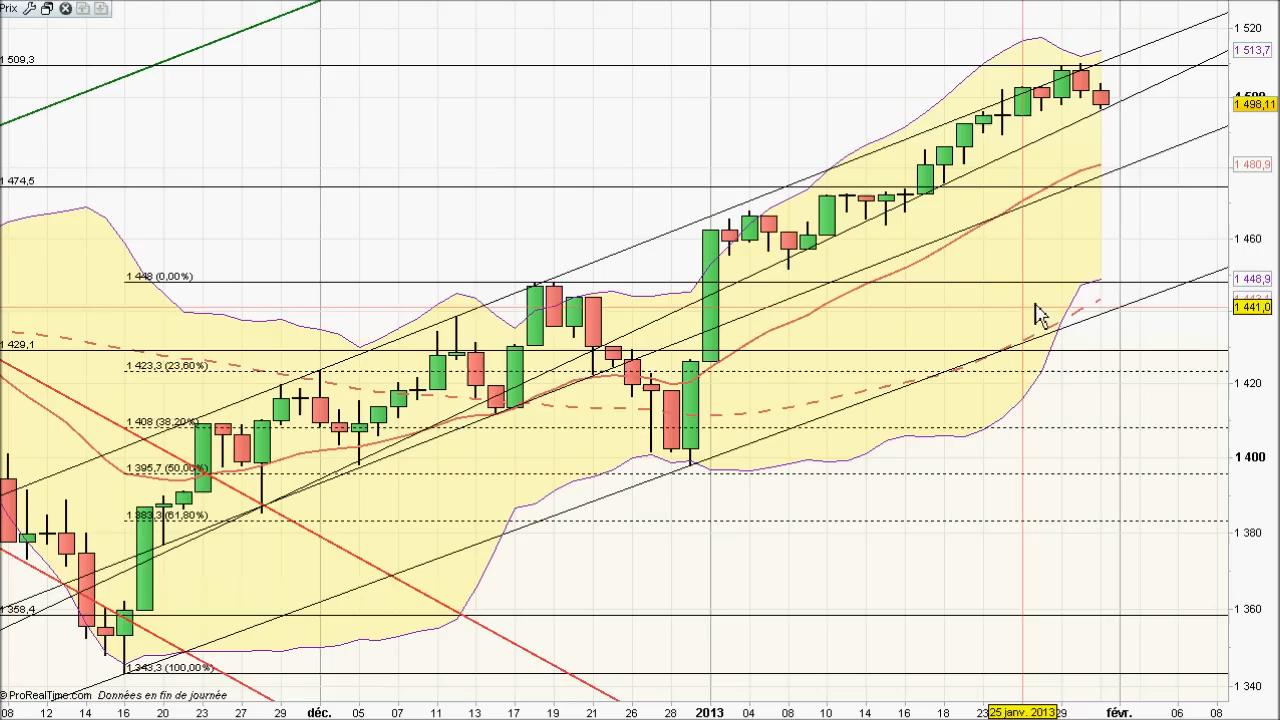 Prix
1 509,3
1 474,5
1 448 (0,00%)
1 429,1
1 423,3 (23,60%)
1 408 (38,20%)
1 395,7 (50,00%)
1 383,3 (61,80%)
1 358,4
1 343,3 (100,00%)
© ProRealTime.com Données en fin de journée
1 520
1 513,7
1 498,11
1 480,9
1 460
1 448,9
1 441,0
1 420
1 400
1 380
1 360
1 340
08 12 14 16 20 23 27 29 déc. 05 07 11 13 17 19 21 26 28 2013 04 08 10 14 16 18 23 25 janv. 2013 29 févr. 06 08